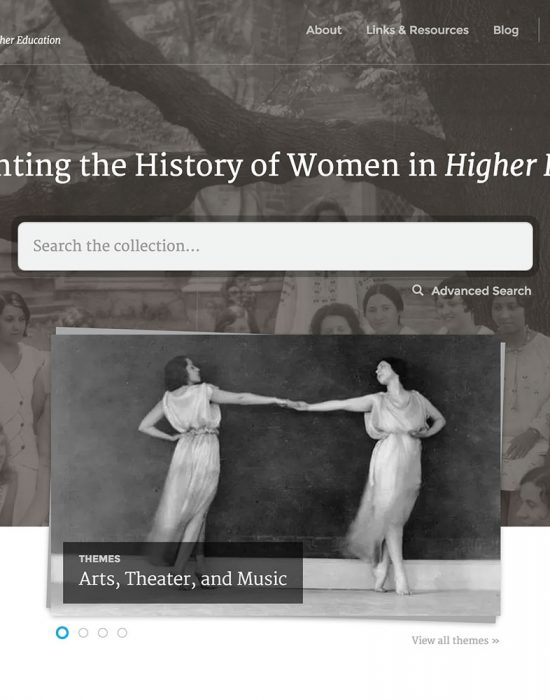 About Links & Resources Blog
her Education
nting the History of Women in Higher
Search the collection...
Advanced Search
THEMES
Arts, Theater, and Music
View all themes »